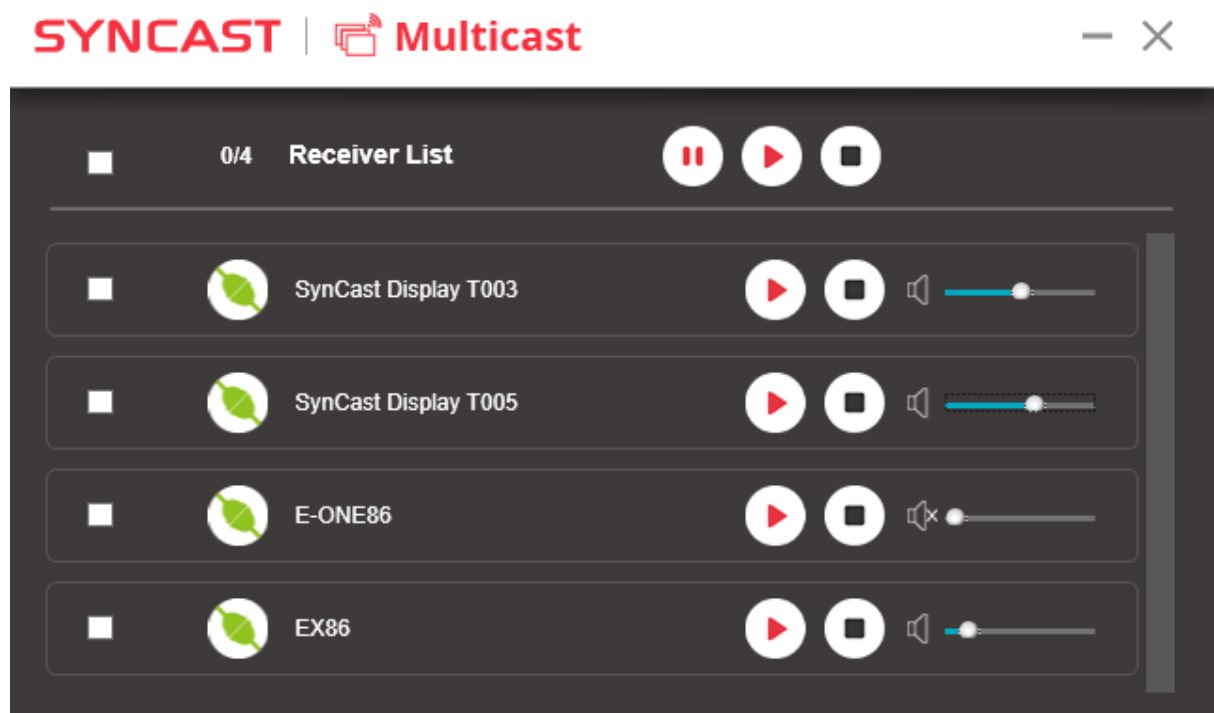 SYNCAST | Multicast
0/4 Receiver List
SynCast Display T003
SynCast Display T005
E-ONE86
EX86